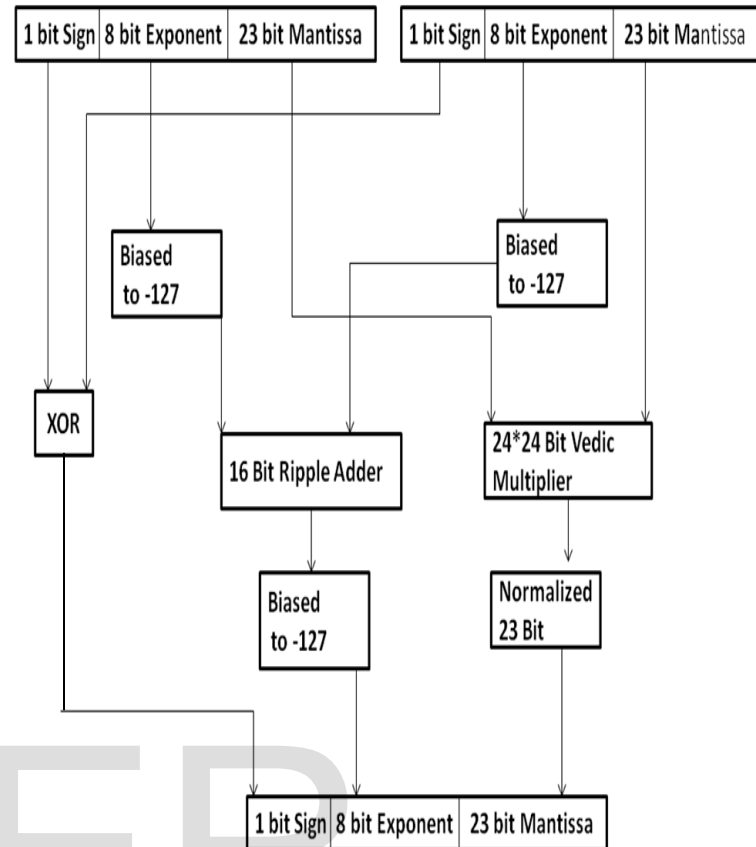 1 bit Sign 8 bit Exponent 23 bit Mantissa
1 bit Sign 8 bit Exponent 23 bit Mantissa
Biased
to -127
Biased
to -127
XOR
16 Bit Ripple Adder
24*24 Bit Vedic
Multiplier
Biased
to -127
Normalized
23 Bit
1 bit Sign 8 bit Exponent 23 bit Mantissa